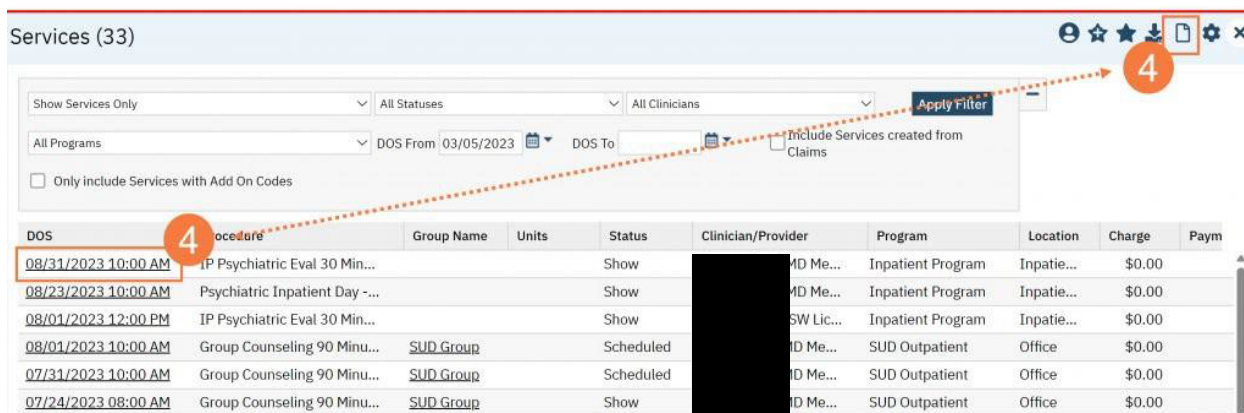 Services (33)
4
Show Services Only All Statuses All Clinicians Apply Filter
All Programs DOS From 03/05/2023 DOS To Include Services created from
Claims
Only include Services with Add On Codes
4
DOS Procedure Group Name Units Status Clinician/Provider Program Location Charge Paym
08/31/2023 10:00 AM IP Psychiatric Eval 30 Min... Show MD Me... Inpatient Program Inpatie... $0.00
08/23/2023 10:00 AM Psychiatric Inpatient Day -... Show MD Me... Inpatient Program Inpatie... $0.00
08/01/2023 12:00 PM IP Psychiatric Eval 30 Min... Show SW Lic... Inpatient Program Inpatie... $0.00
08/01/2023 10:00 AM Group Counseling 90 Minu... SUD Group Scheduled MD Me... SUD Outpatient Office $0.00
07/31/2023 10:00 AM Group Counseling 90 Minu... SUD Group Scheduled MD Me... SUD Outpatient Office $0.00
07/24/2023 08:00 AM Group Counseling 90 Minu... SUD Group Show MD Me... SUD Outpatient Office $0.00